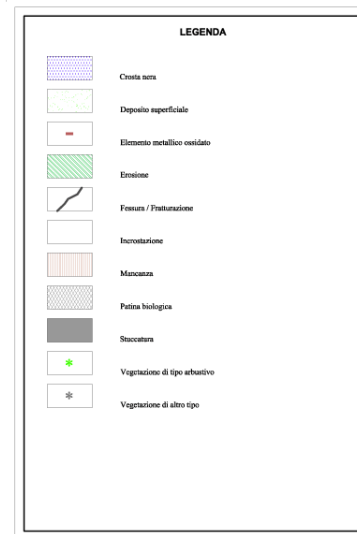 LEGENDA
Crosta nera
Deposito superficiale
Elemento metallico ossidato
Erosione
Fessura / Fratturazione
Incrostazione
Mancanza
Patina biologica
Stuccatura
Vegetazione di tipo arbustivo
Vegetazione di altro tipo